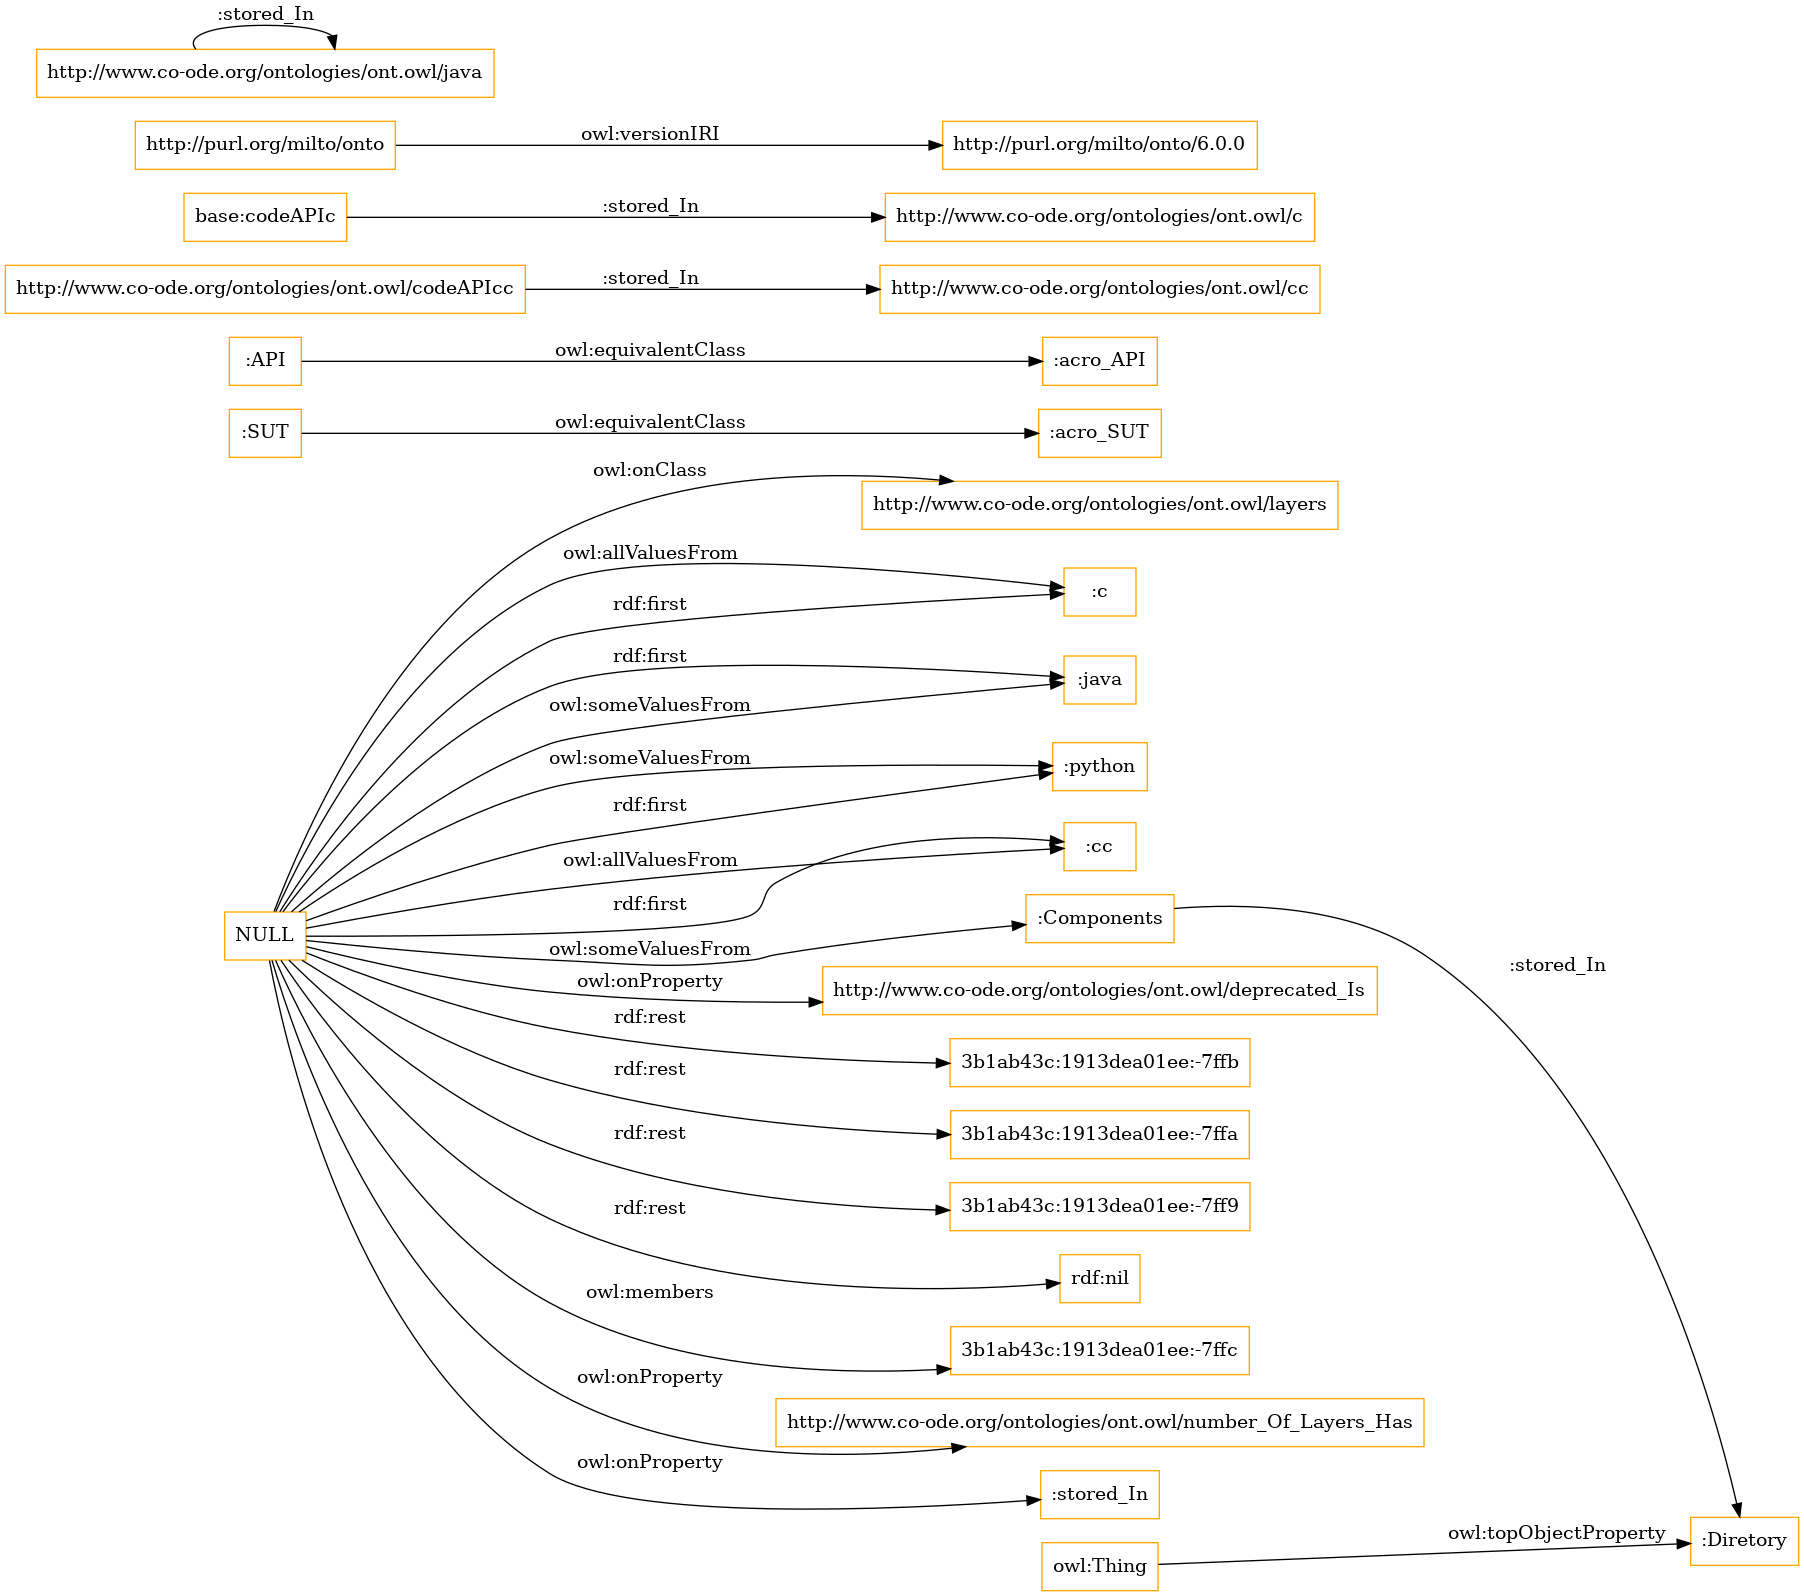 :stored_In
http://www.co-ode.org/ontologies/ont.owl/java
http://purl.org/milto/onto
owl:versionIRI
http://purl.org/milto/onto/6.0.0
base:codeAPIc
:stored_In
http://www.co-ode.org/ontologies/ont.owl/c
http://www.co-ode.org/ontologies/ont.owl/codeAPIcc
:stored_In
http://www.co-ode.org/ontologies/ont.owl/cc
:API
owl:equivalentClass
:acro_API
:SUT
owl:equivalentClass
:acro_SUT
owl:onClass
http://www.co-ode.org/ontologies/ont.owl/layers
owl:allValuesFrom
:c
rdf:first
rdf:first
:java
owl:someValuesFrom
owl:someValuesFrom
:python
rdf:first
owl:allValuesFrom
:cc
rdf:first
NULL
:Components
owl:someValuesFrom
:stored_In
owl:onProperty
http://www.co-ode.org/ontologies/ont.owl/deprecated_Is
rdf:rest
3b1ab43c:1913dea01ee:-7ffb
rdf:rest
3b1ab43c:1913dea01ee:-7ffa
rdf:rest
3b1ab43c:1913dea01ee:-7ff9
rdf:rest
rdf:nil
owl:members
3b1ab43c:1913dea01ee:-7ffc
owl:onProperty
http://www.co-ode.org/ontologies/ont.owl/number_Of_Layers_Has
owl:onProperty
:stored_In
owl:topObjectProperty
:Diretory
owl:Thing